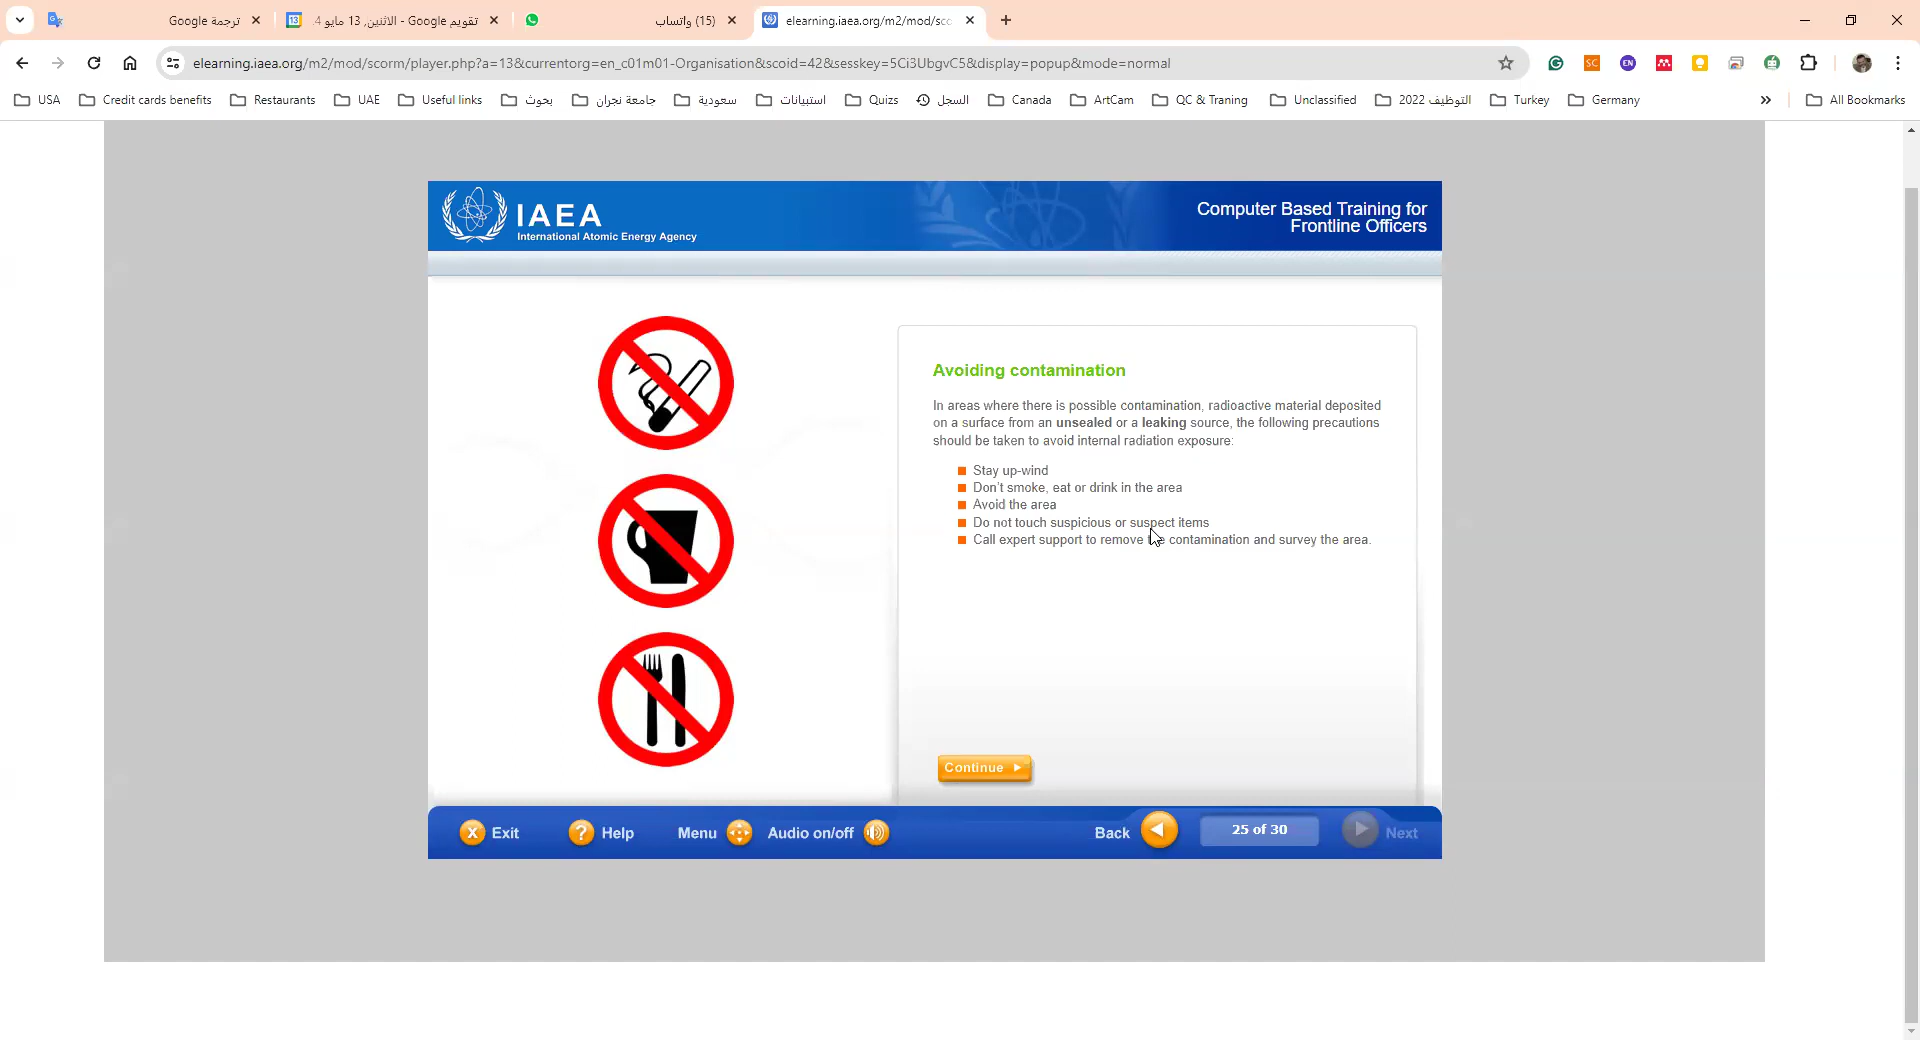 ترجمة Google
تقويم Google - الاثنين, 13 مايو 4.
(15) واتساب
elearning.iaea.org/m2/mod/sco
elearning.iaea.org/m2/mod/scorm/player.php?a=13&currentorg=en_c01m01-Organisation&scoid=42&sesskey=5Ci3UbgvC5&display=popup&mode=normal
USA
Credit cards benefits
Restaurants
UAE
Useful links
بحوث
جامعة نجران
سعودية
استبيانات
Quizs
السجل
Canada
ArtCam
QC & Traning
Unclassified
التوظيف 2022
Turkey
Germany
All Bookmarks
IAEA
International Atomic Energy Agency
Computer Based Training for
Frontline Officers
Avoiding contamination
In areas where there is possible contamination, radioactive material deposited
on a surface from an unsealed or a leaking source, the following precautions
should be taken to avoid internal radiation exposure:
Stay up-wind
Don't smoke, eat or drink in the area
Avoid the area
Do not touch suspicious or suspect items
Call expert support to remove the contamination and survey the area.
Continue
Exit
Help
Menu
Audio on/off
Back
25 of 30
Next